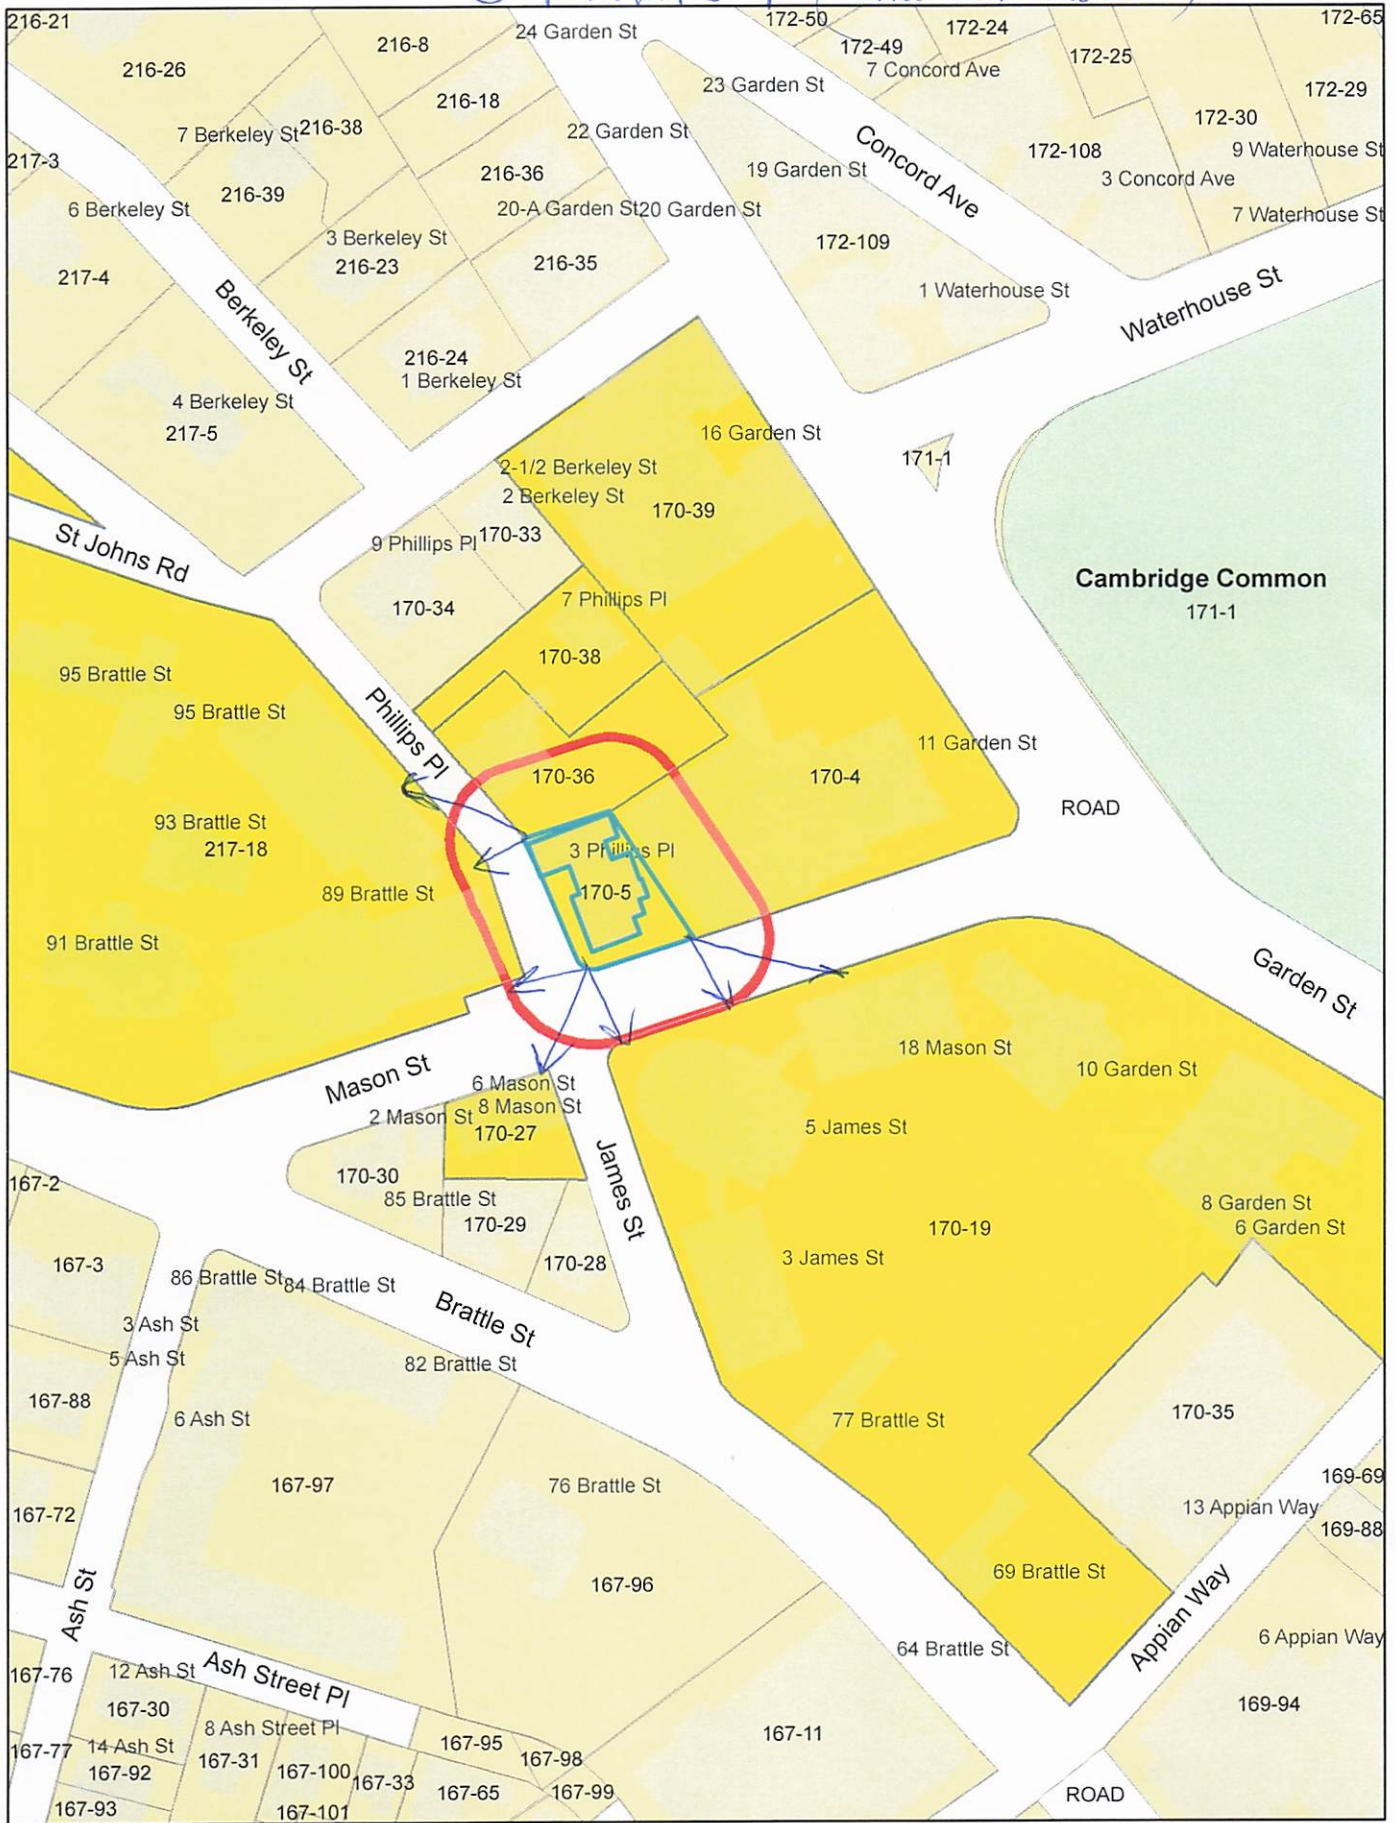 216-21
24 Garden St
172-50
172-24
172-65
216-8
172-49
172-25
216-26
7 Concord Ave
23 Garden St
172-29
216-18
172-30
7 Berkeley St
216-38
22 Garden St
Concord Ave
172-108
9 Waterhouse St
217-3
216-36
19 Garden St
3 Concord Ave
216-39
6 Berkeley St
20-A Garden St
20 Garden St
7 Waterhouse St
3 Berkeley St
172-109
216-23
216-35
217-4
1 Waterhouse St
Waterhouse St
Berkeley St
216-24
1 Berkeley St
4 Berkeley St
217-5
16 Garden St
171-1
2-1/2 Berkeley St
2 Berkeley St
170-39
St Johns Rd
9 Phillips Pl
170-33
Cambridge Common
171-1
7 Phillips Pl
170-34
170-38
95 Brattle St
95 Brattle St
Phillips Pl
11 Garden St
170-36
170-4
ROAD
93 Brattle St
217-18
3 Phillips Pl
170-5
89 Brattle St
91 Brattle St
Garden St
18 Mason St
10 Garden St
Mason St
6 Mason St
8 Mason St
2 Mason St
170-27
5 James St
James St
170-30
167-2
85 Brattle St
8 Garden St
6 Garden St
170-29
170-19
167-3
170-28
3 James St
86 Brattle St
84 Brattle St
Brattle St
3 Ash St
5 Ash St
82 Brattle St
167-88
6 Ash St
77 Brattle St
170-35
167-97
76 Brattle St
169-69
167-72
13 Appian Way
169-88
69 Brattle St
167-96
Ash St
Appian Way
64 Brattle St
6 Appian Way
167-76
12 Ash St
Ash Street Pl
167-30
169-94
8 Ash Street Pl
167-11
14 Ash St
167-95
167-77
167-31
167-98
167-92
167-100
167-33
167-65
167-99
ROAD
167-93
167-101